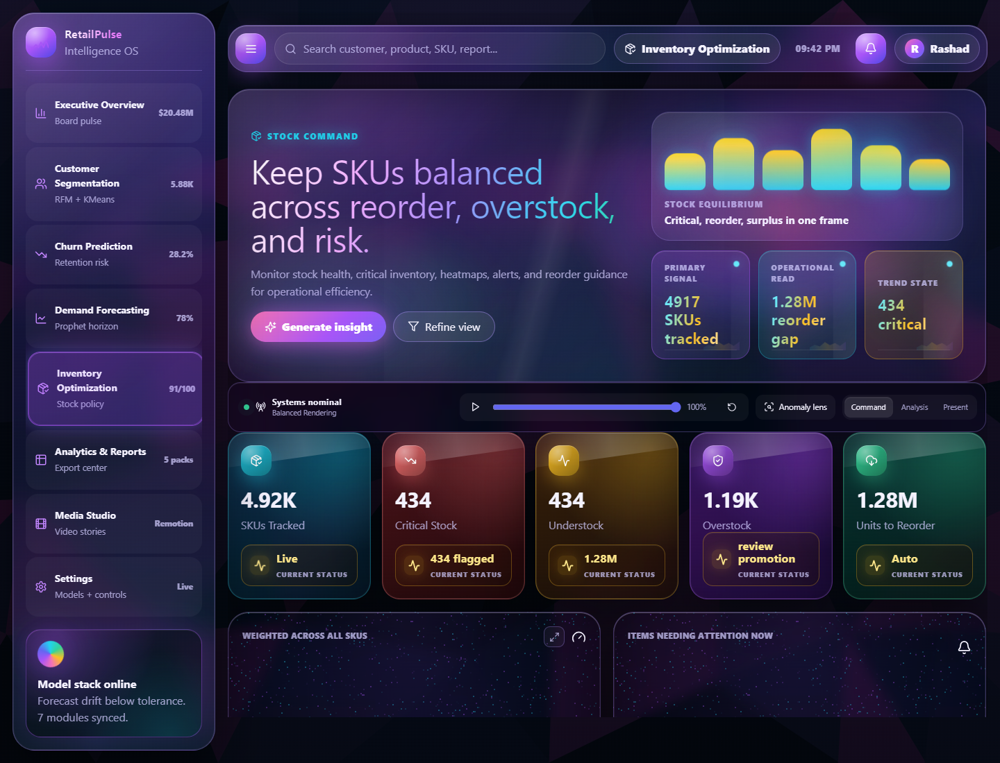 RetailPulse
Intelligence OS
Executive Overview
Board pulse
$20.48M
Customer
Segmentation
RFM + KMeans
5.88K
Churn Prediction
Retention risk
28.2%
Demand Forecasting
Prophet horizon
78%
Inventory
Optimization
Stock policy
91/100
Analytics & Reports
Export center
5 packs
Media Studio
Video stories
Remotion
Settings
Models + controls
Live
Model stack online
Forecast drift below tolerance.
7 modules synced.
Search customer, product, SKU, report...
Inventory Optimization
09:42 PM
R
Rashad
STOCK COMMAND
Keep SKUs balanced
across reorder, overstock,
and risk.
Monitor stock health, critical inventory, heatmaps, alerts, and reorder guidance
for operational efficiency.
Generate insight
Refine view
STOCK EQUILIBRIUM
Critical, reorder, surplus in one frame
PRIMARY
SIGNAL
4917
SKUs
tracked
OPERATIONAL
READ
1.28M
reorder
gap
TREND STATE
434
critical
Systems nominal
Balanced Rendering
100%
Anomaly lens
Command
Analysis
Present
4.92K
SKUs Tracked
Live
CURRENT STATUS
434
Critical Stock
434 flagged
CURRENT STATUS
434
Understock
1.28M
CURRENT STATUS
1.19K
Overstock
review
promotion
CURRENT STATUS
1.28M
Units to Reorder
Auto
CURRENT STATUS
WEIGHTED ACROSS ALL SKUS
ITEMS NEEDING ATTENTION NOW